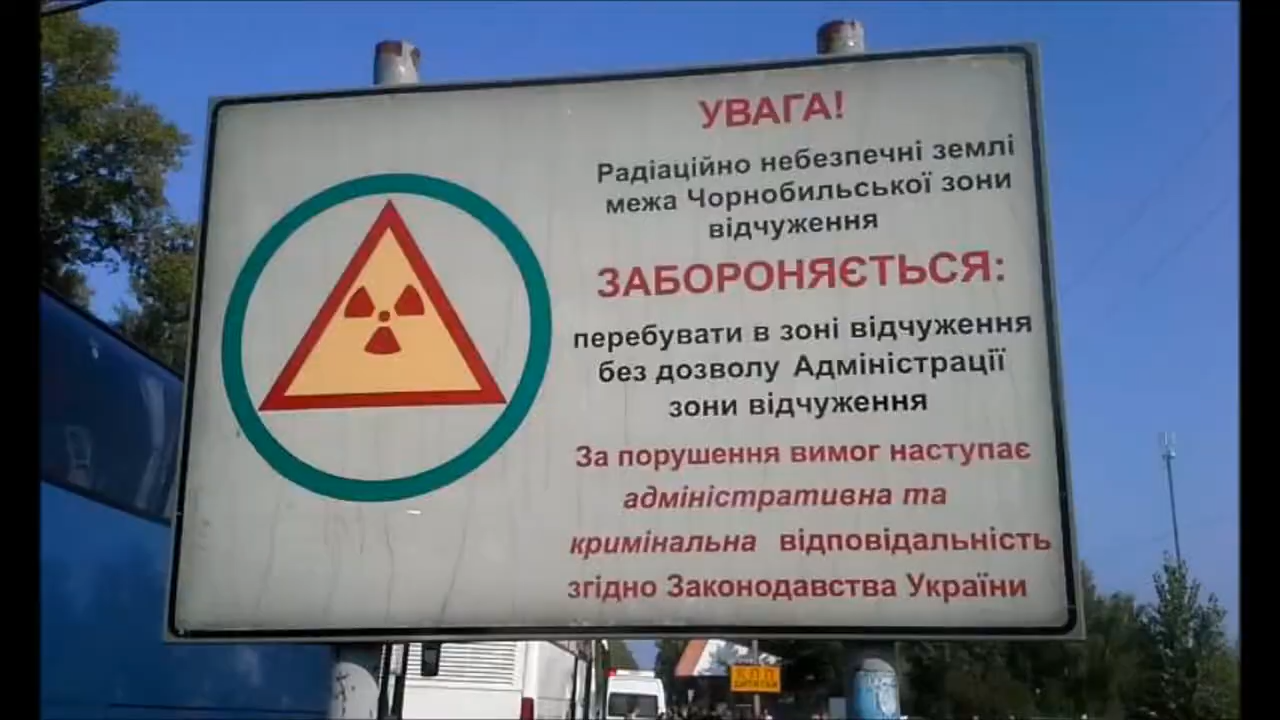 УВАГА!
Радіаційно небезпечні землі
межа Чорнобильської зони
відчуження
ЗАБОРОНЯЄТЬСЯ:
перебувати в зоні відчуження
без дозволу Адміністрації
зони відчуження
За порушення вимог наступає
адміністративна та
кримінальна відповідальність
згідно Законодавства України
КПП